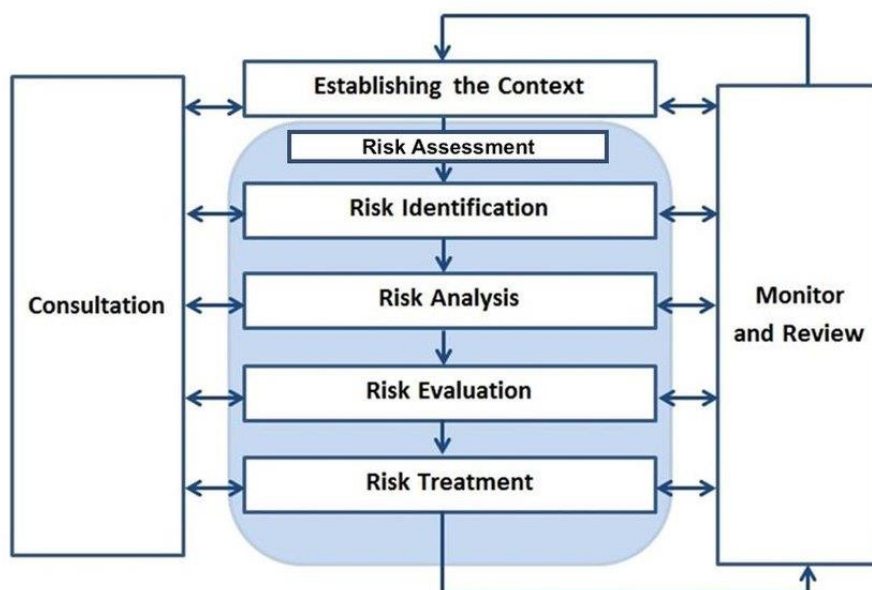 Establishing the Context
Risk Assessment
Risk Identification
Risk Analysis
Consultation
Monitor
and Review
Risk Evaluation
Risk Treatment